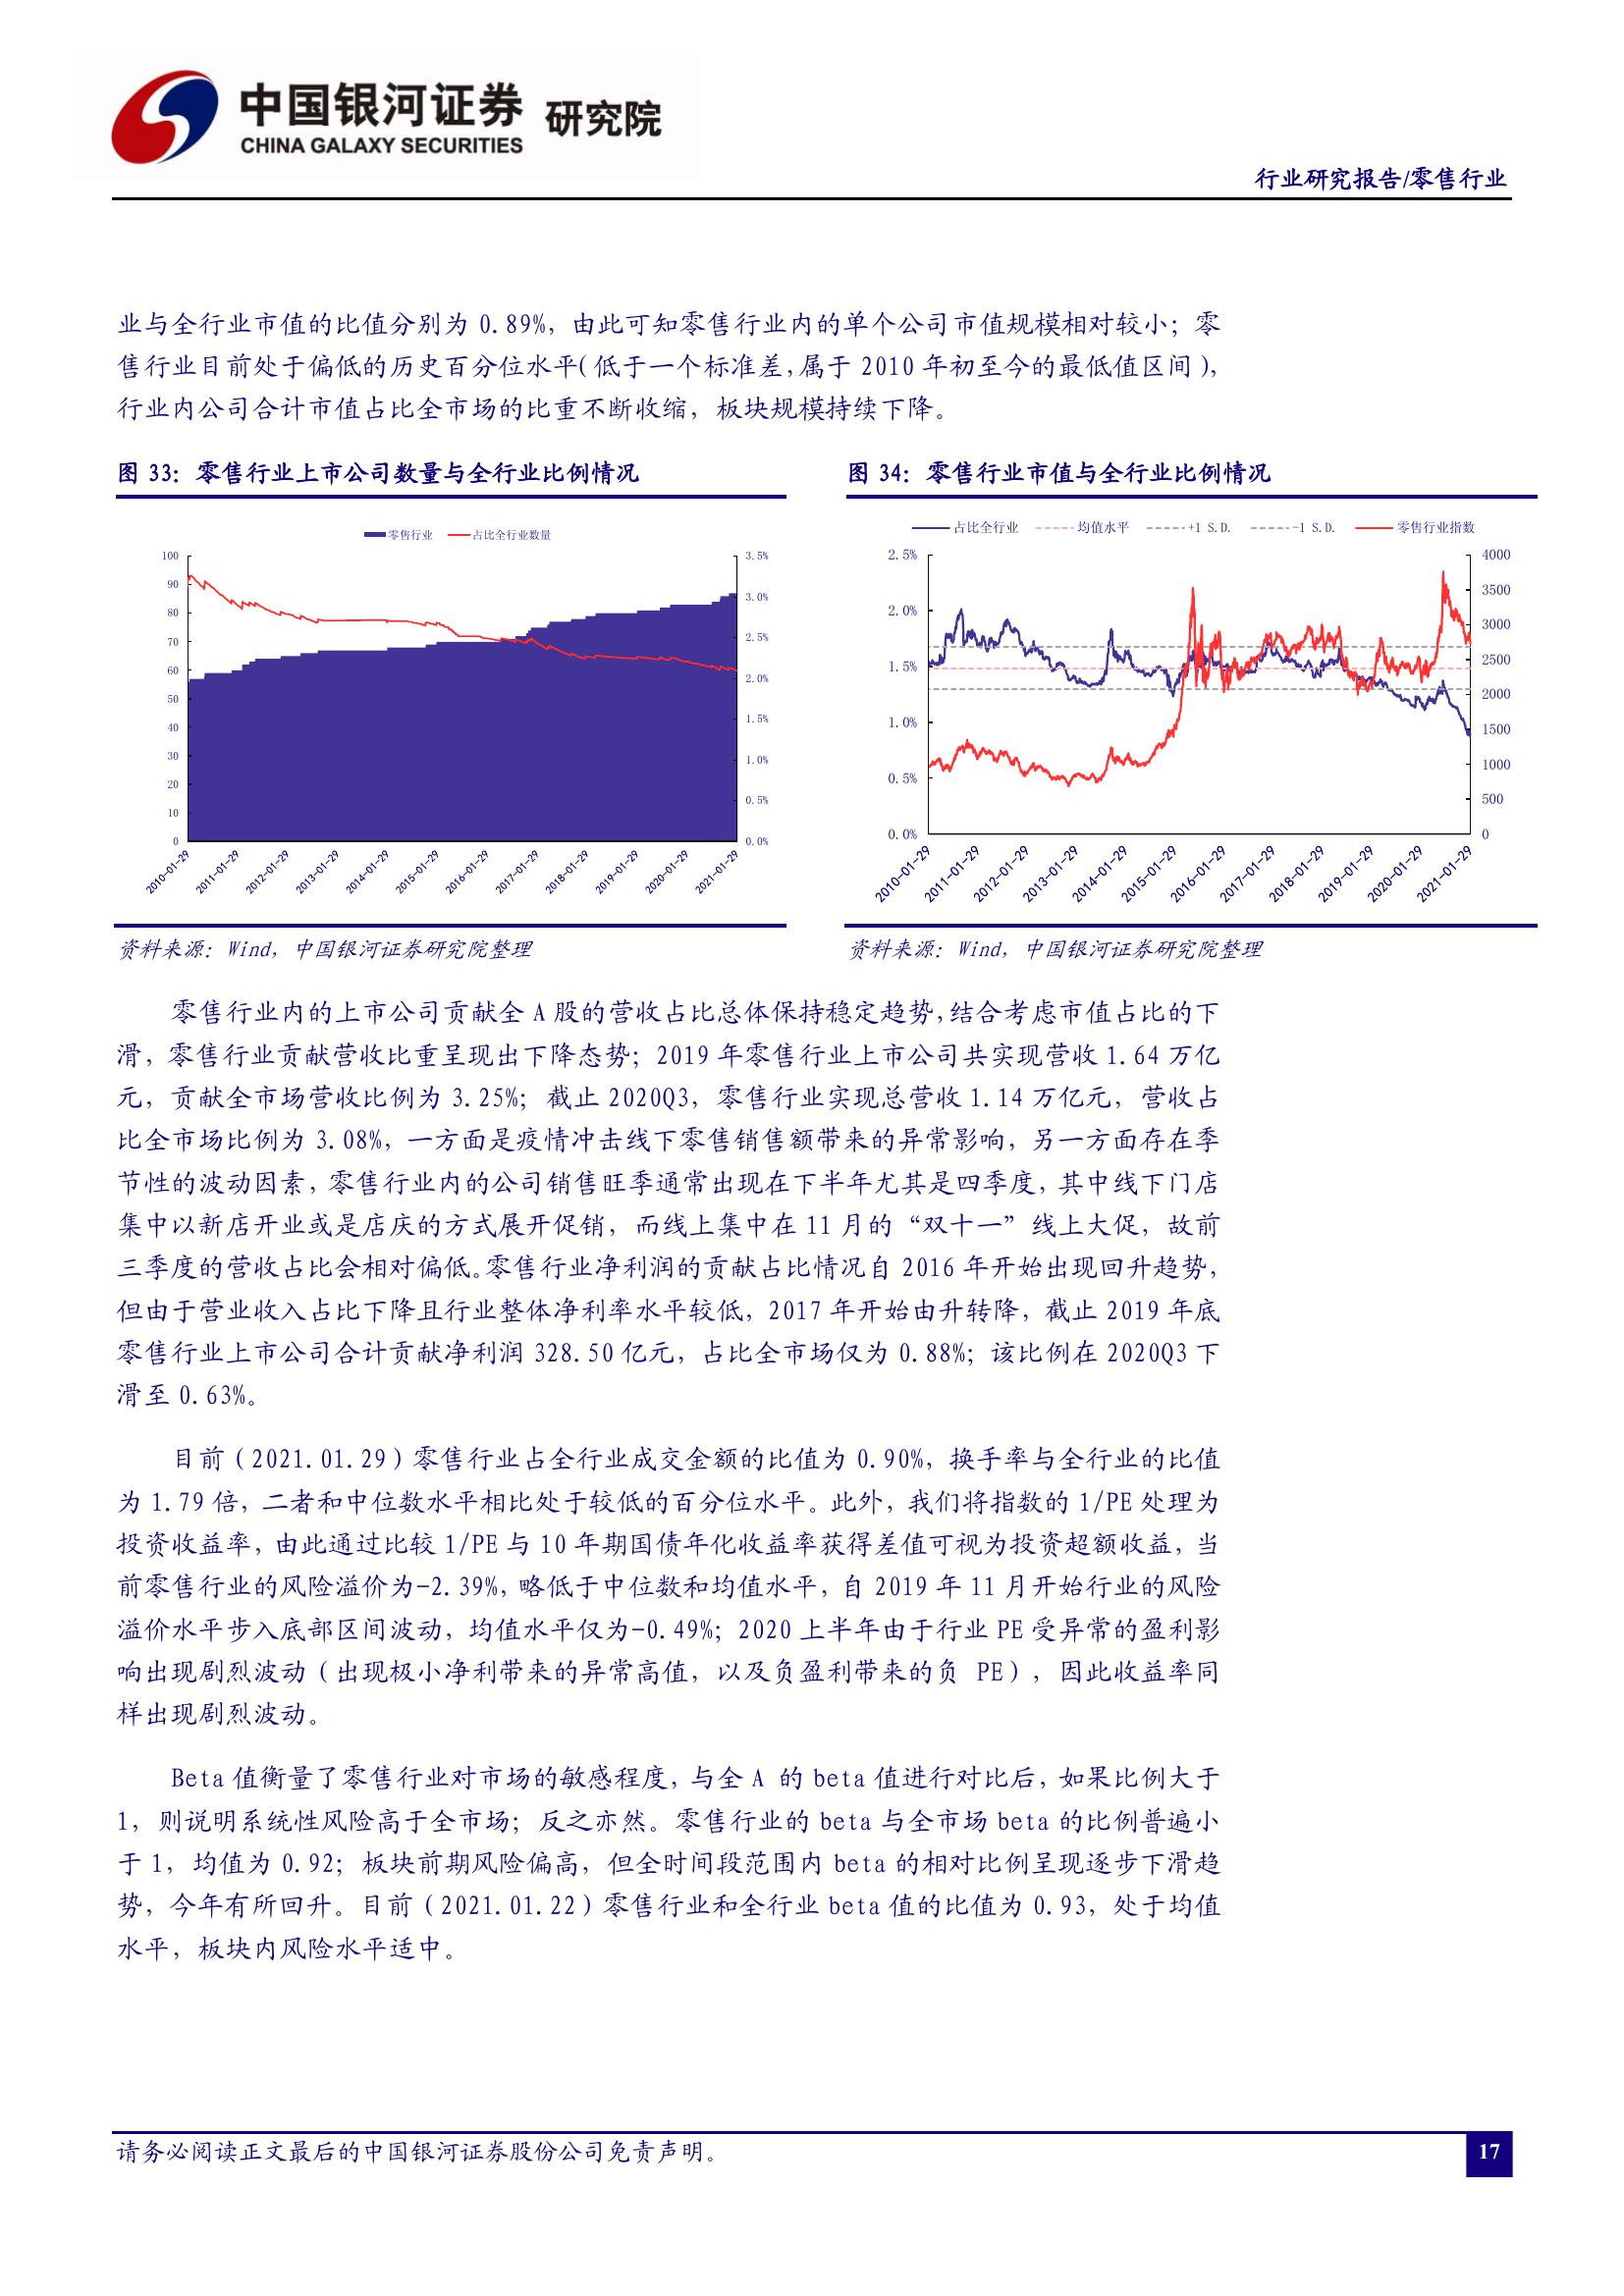 中国银河证券 研究院
CHINA GALAXY SECURITIES
行业研究报告/零售行业
业与全行业市值的比值分别为 0.89%，由此可知零售行业内的单个公司市值规模相对较小；零
售行业目前处于偏低的历史百分位水平(低于一个标准差,属于 2010 年初至今的最低值区间),
行业内公司合计市值占比全市场的比重不断收缩，板块规模持续下降。
图 33：零售行业上市公司数量与全行业比例情况
零售行业 占比全行业数量
100
90
80
70
60
50
40
30
20
10
0
3.5%
3.0%
2.5%
2.0%
1.5%
1.0%
0.5%
0.0%
2010-01-29
2011-01-29
2012-01-29
2013-01-29
2014-01-29
2015-01-29
2016-01-29
2017-01-29
2018-01-29
2019-01-29
2020-01-29
2021-01-29
资料来源：Wind，中国银河证券研究院整理
图 34：零售行业市值与全行业比例情况
占比全行业 均值水平 +1 S.D. -1 S.D. 零售行业指数
2.5%
2.0%
1.5%
1.0%
0.5%
0.0%
4000
3500
3000
2500
2000
1500
1000
500
0
2010-01-29
2011-01-29
2012-01-29
2013-01-29
2014-01-29
2015-01-29
2016-01-29
2017-01-29
2018-01-29
2019-01-29
2020-01-29
2021-01-29
资料来源：Wind，中国银河证券研究院整理
零售行业内的上市公司贡献全 A 股的营收占比总体保持稳定趋势,结合考虑市值占比的下
滑，零售行业贡献营收比重呈现出下降态势；2019 年零售行业上市公司共实现营收 1.64 万亿
元，贡献全市场营收比例为 3.25%；截止 2020Q3，零售行业实现总营收 1.14 万亿元，营收占
比全市场比例为 3.08%，一方面是疫情冲击线下零售销售额带来的异常影响，另一方面存在季
节性的波动因素，零售行业内的公司销售旺季通常出现在下半年尤其是四季度，其中线下门店
集中以新店开业或是店庆的方式展开促销，而线上集中在 11 月的“双十一”线上大促，故前
三季度的营收占比会相对偏低。零售行业净利润的贡献占比情况自 2016 年开始出现回升趋势，
但由于营业收入占比下降且行业整体净利率水平较低，2017 年开始由升转降，截止 2019 年底
零售行业上市公司合计贡献净利润 328.50 亿元，占比全市场仅为 0.88%；该比例在 2020Q3 下
滑至 0.63%。
目前（2021.01.29）零售行业占全行业成交金额的比值为 0.90%，换手率与全行业的比值
为 1.79 倍，二者和中位数水平相比处于较低的百分位水平。此外，我们将指数的 1/PE 处理为
投资收益率，由此通过比较 1/PE 与 10 年期国债年化收益率获得差值可视为投资超额收益，当
前零售行业的风险溢价为-2.39%，略低于中位数和均值水平，自 2019 年 11 月开始行业的风险
溢价水平步入底部区间波动，均值水平仅为-0.49%；2020 上半年由于行业 PE 受异常的盈利影
响出现剧烈波动（出现极小净利带来的异常高值，以及负盈利带来的负 PE），因此收益率同
样出现剧烈波动。
Beta 值衡量了零售行业对市场的敏感程度，与全 A 的 beta 值进行对比后，如果比例大于
1，则说明系统性风险高于全市场；反之亦然。零售行业的 beta 与全市场 beta 的比例普遍小
于 1，均值为 0.92；板块前期风险偏高，但全时间段范围内 beta 的相对比例呈现逐步下滑趋
势，今年有所回升。目前（2021.01.22）零售行业和全行业 beta 值的比值为 0.93，处于均值
水平，板块内风险水平适中。
请务必阅读正文最后的中国银河证券股份公司免责声明。
17